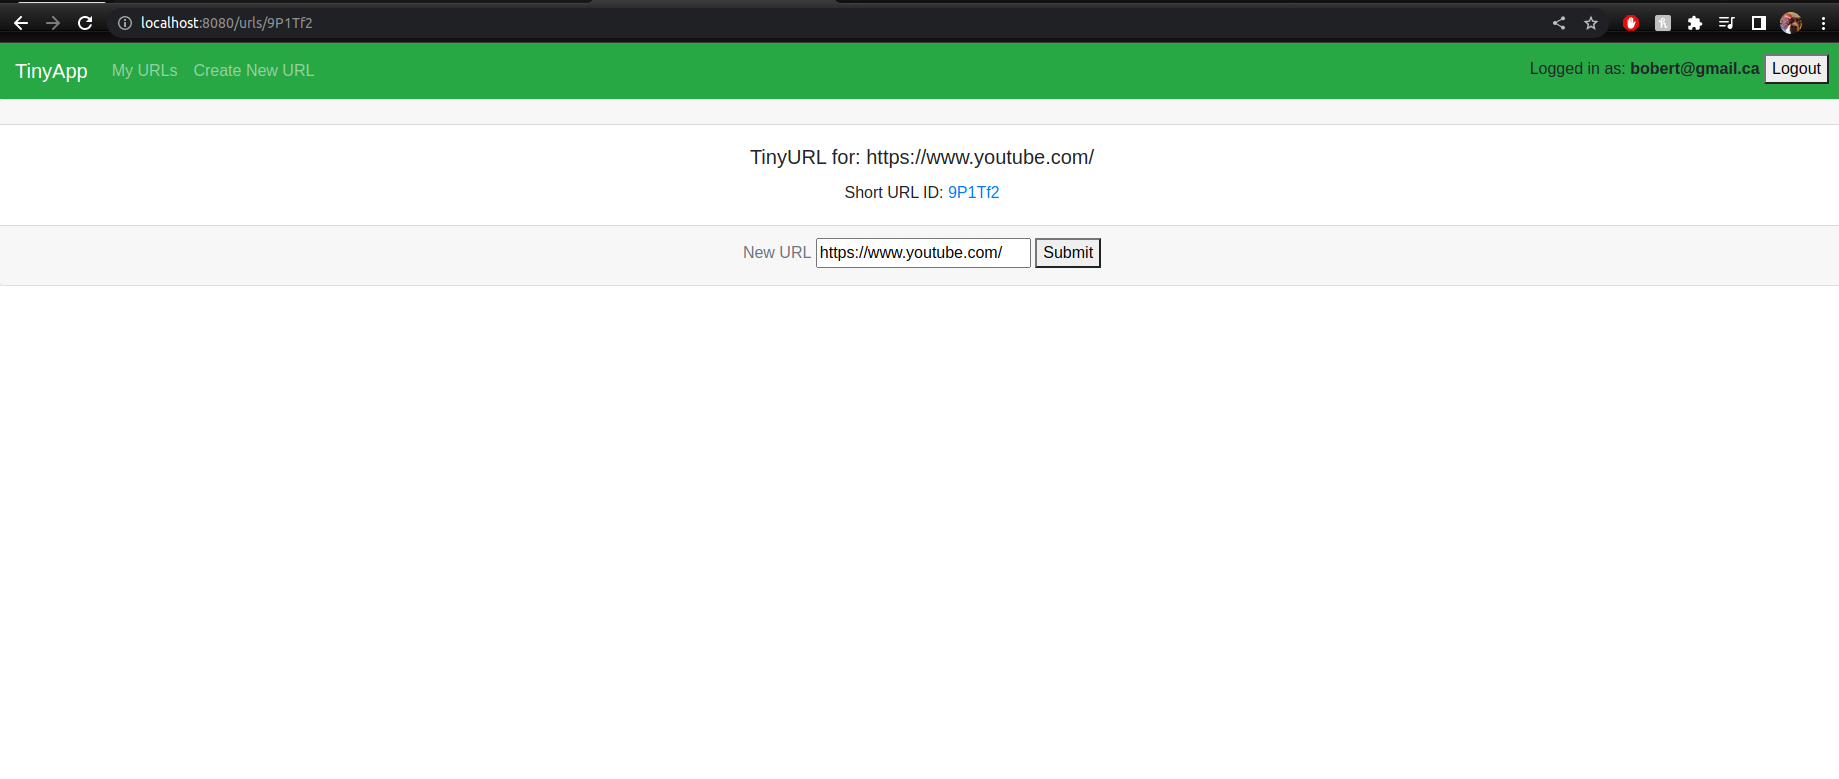 localhost:8080/urls/9P1Tf2
TinyApp My URLs Create New URL Logged in as: bobert@gmail.ca Logout
TinyURL for: https://www.youtube.com/
Short URL ID: 9P1Tf2
New URL https://www.youtube.com/ Submit